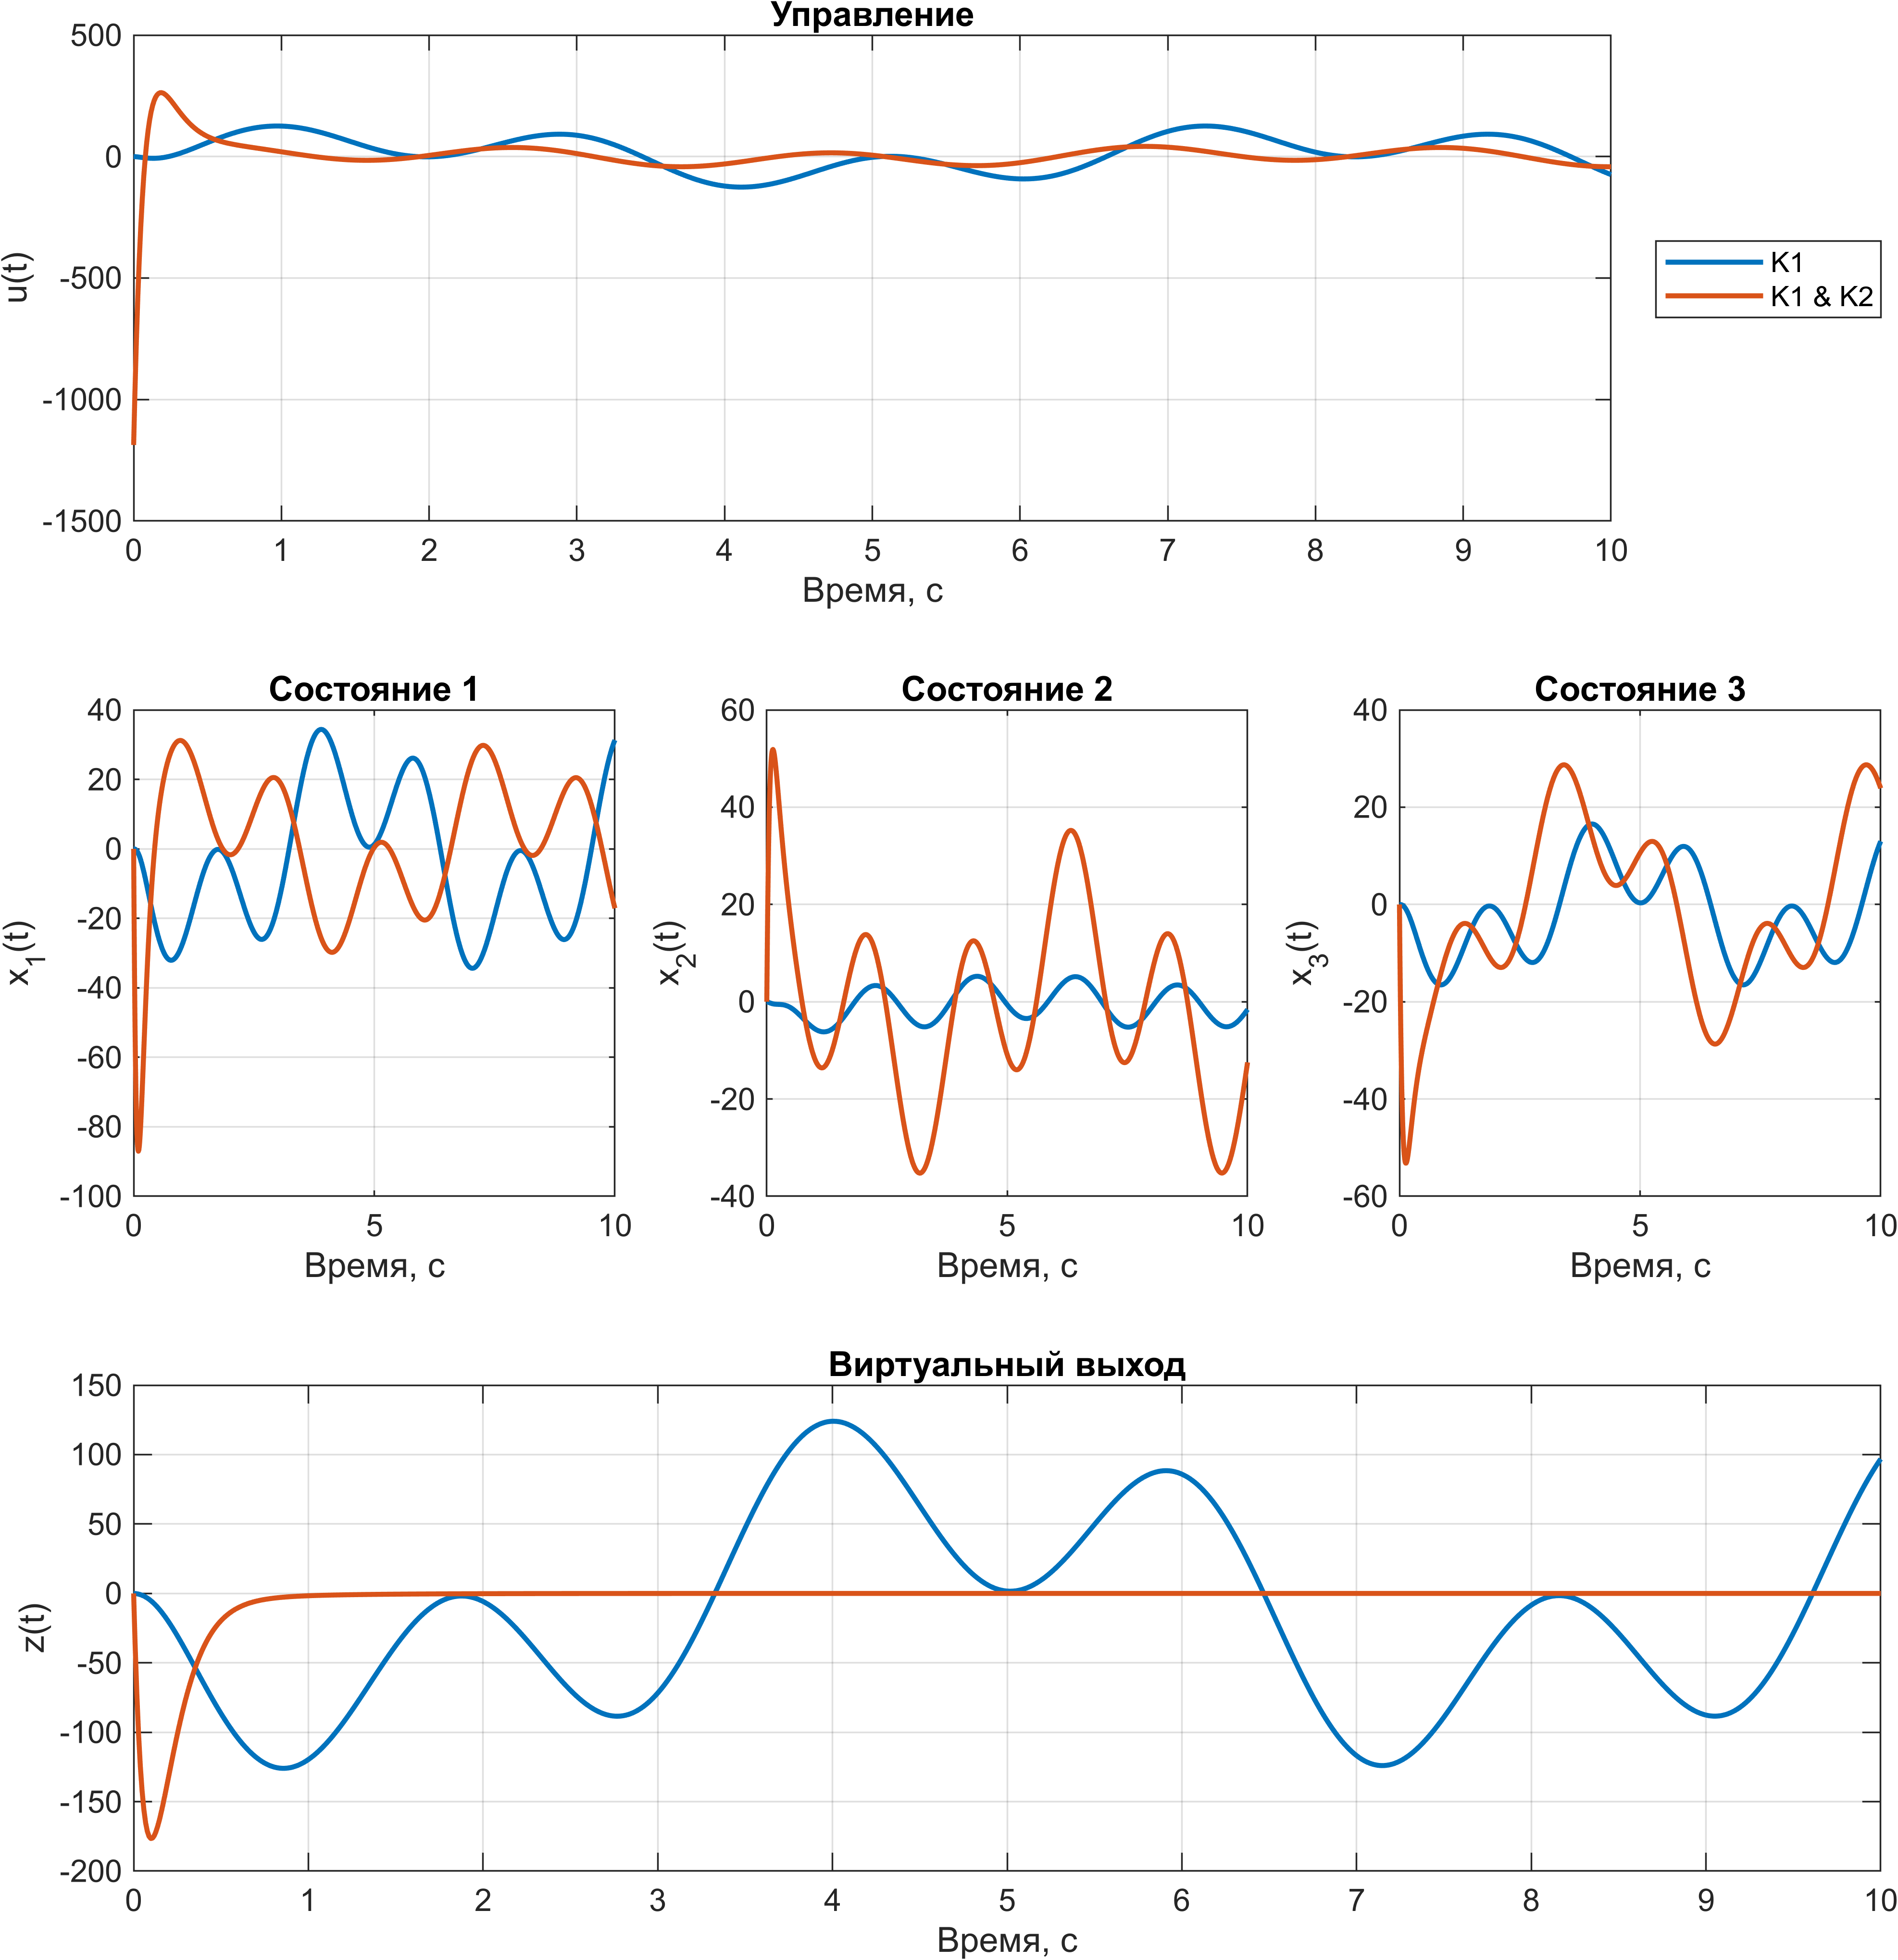 Управление
500
0
-500
-1000
-1500
u(t)
0 1 2 3 4 5 6 7 8 9 10
Время, с
K1
K1 & K2
Состояние 1
40
20
0
-20
-40
-60
-80
-100
x1(t)
0 5 10
Время, с
Состояние 2
60
40
20
0
-20
-40
x2(t)
0 5 10
Время, с
Состояние 3
40
20
0
-20
-40
-60
x3(t)
0 5 10
Время, с
Виртуальный выход
150
100
50
0
-50
-100
-150
-200
z(t)
0 1 2 3 4 5 6 7 8 9 10
Время, с